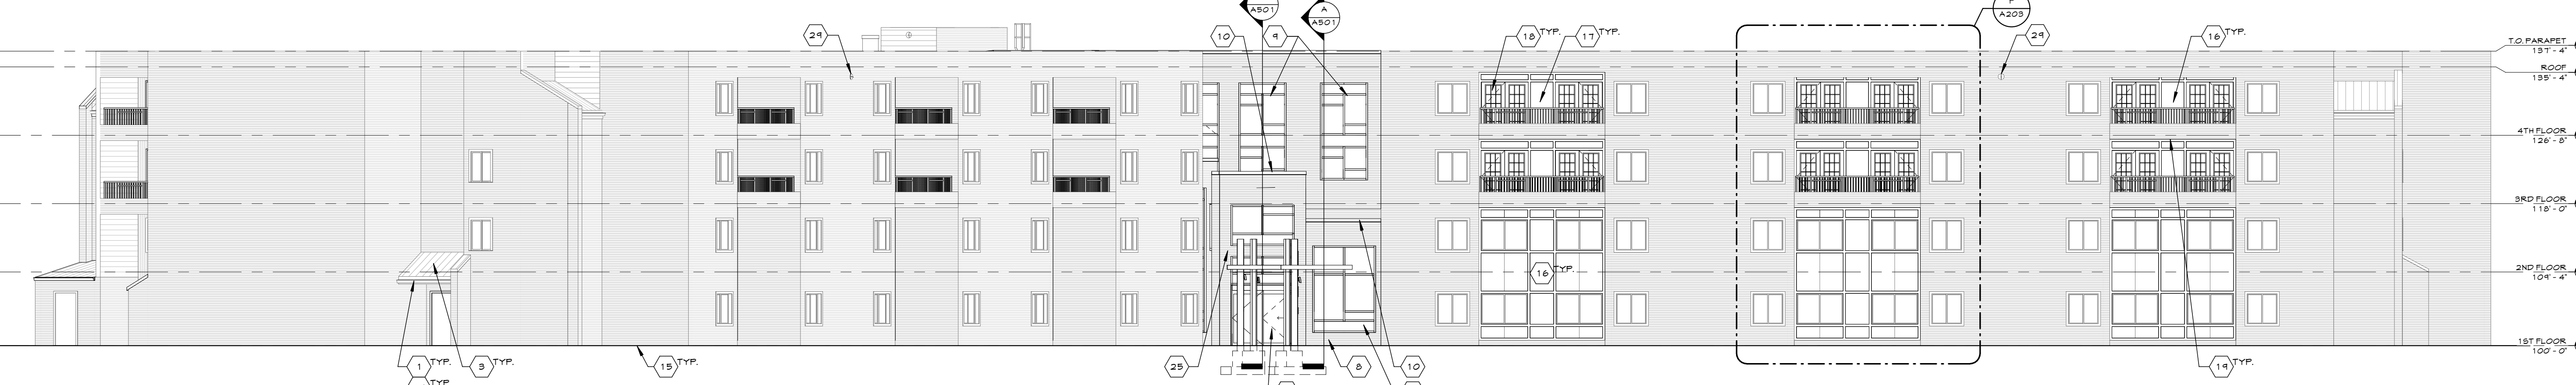 A501
A
A501
F
A203
29
10
9
18 TYP.
17 TYP.
29
16 TYP.
T.O. PARAPET
137' - 4"
ROOF
135' - 4"
4TH FLOOR
126' - 8"
3RD FLOOR
118' - 0"
16 TYP.
2ND FLOOR
109' - 4"
1ST FLOOR
100' - 0"
1 TYP.
3 TYP.
15 TYP.
25
8
10
19 TYP.
TYP